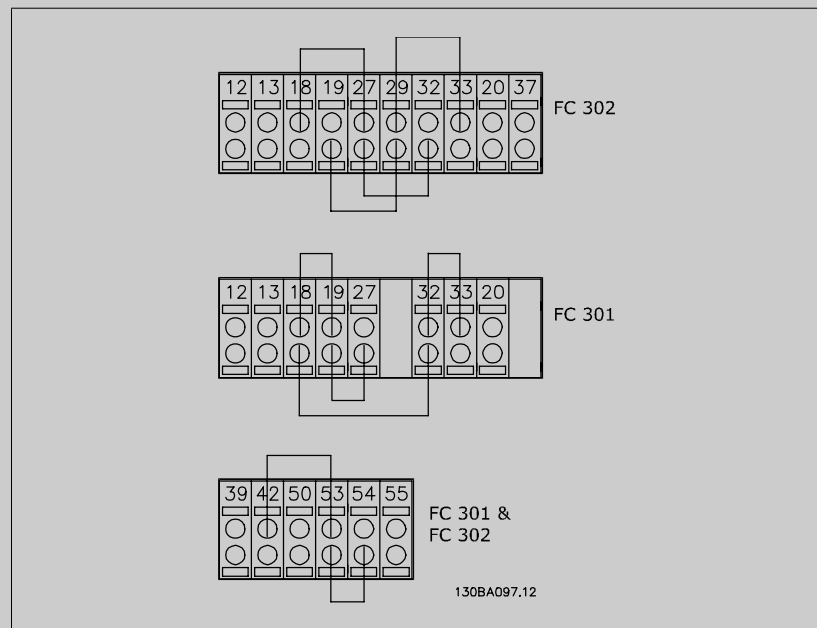 12 13 18 19 27 29 32 33 20 37
FC 302
12 13 18 19 27 32 33 20
FC 301
39 42 50 53 54 55
FC 301 &
FC 302
130BA097.12